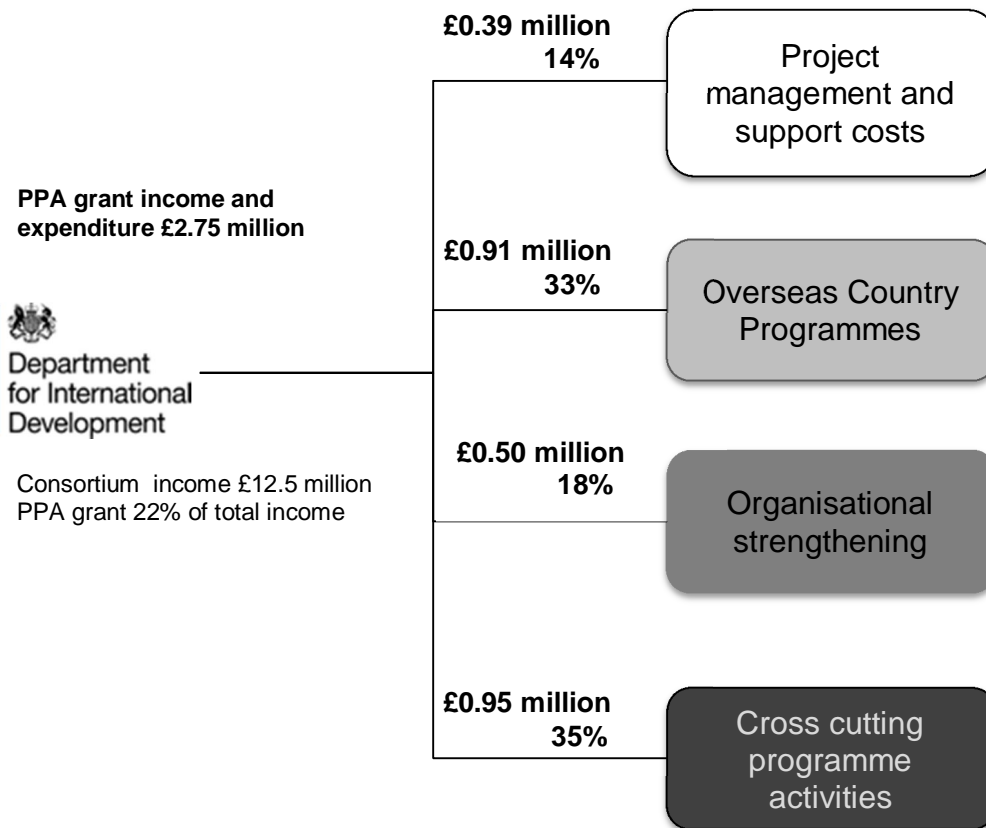 £0.39 million
14%
Project
management and
support costs
PPA grant income and
expenditure £2.75 million
£0.91 million
33%
Overseas Country
Programmes
Department
for International
Development
Consortium income £12.5 million
PPA grant 22% of total income
£0.50 million
18%
Organisational
strengthening
£0.95 million
35%
Cross cutting
programme
activities